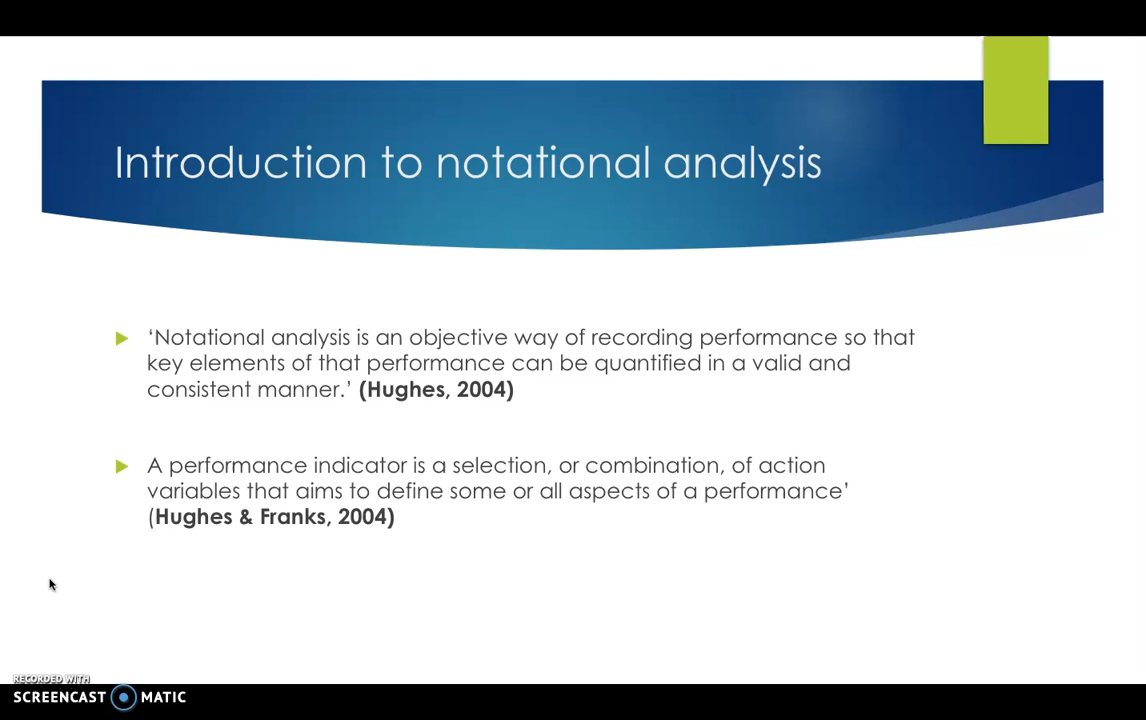 Introduction to notational analysis
‘Notational analysis is an objective way of recording performance so that
key elements of that performance can be quantified in a valid and
consistent manner.’ (Hughes, 2004)
A performance indicator is a selection, or combination, of action
variables that aims to define some or all aspects of a performance’
(Hughes & Franks, 2004)
RECORDED WITH
SCREENCAST MATIC